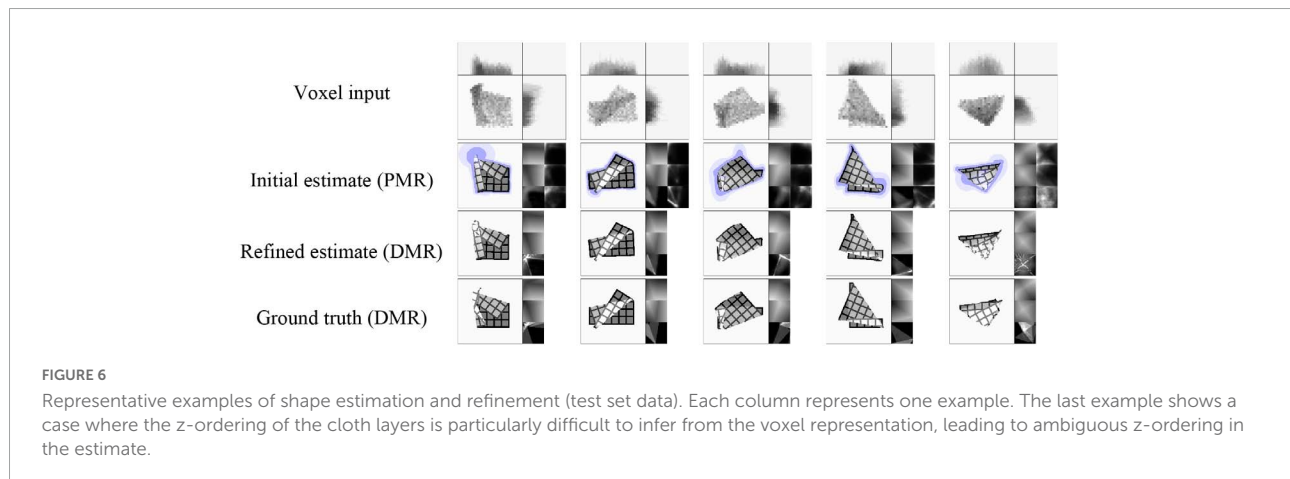 Voxel input
Initial estimate (PMR)
Refined estimate (DMR)
Ground truth (DMR)
FIGURE 6
Representative examples of shape estimation and refinement (test set data). Each column represents one example. The last example shows a
case where the z-ordering of the cloth layers is particularly difficult to infer from the voxel representation, leading to ambiguous z-ordering in
the estimate.